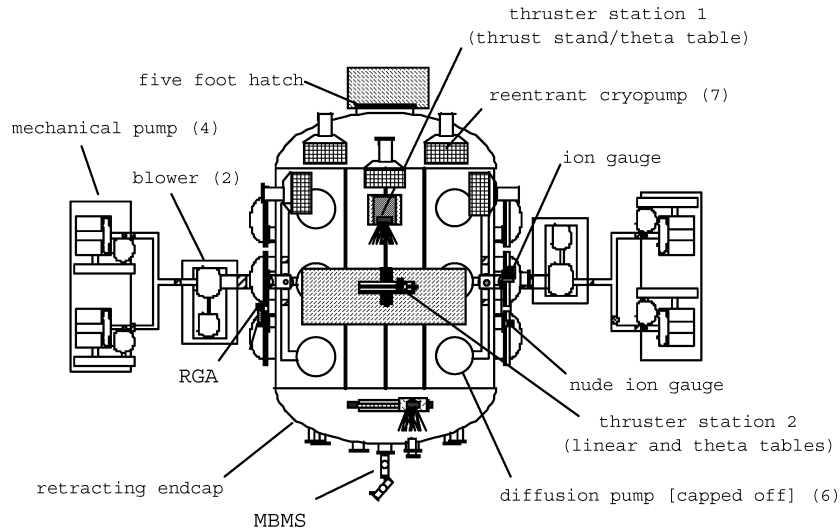 thruster station 1
(thrust stand/theta table)
five foot hatch
reentrant cryopump (7)
mechanical pump (4)
ion gauge
blower (2)
RGA
nude ion gauge
thruster station 2
(linear and theta tables)
retracting endcap
diffusion pump [capped off] (6)
MBMS